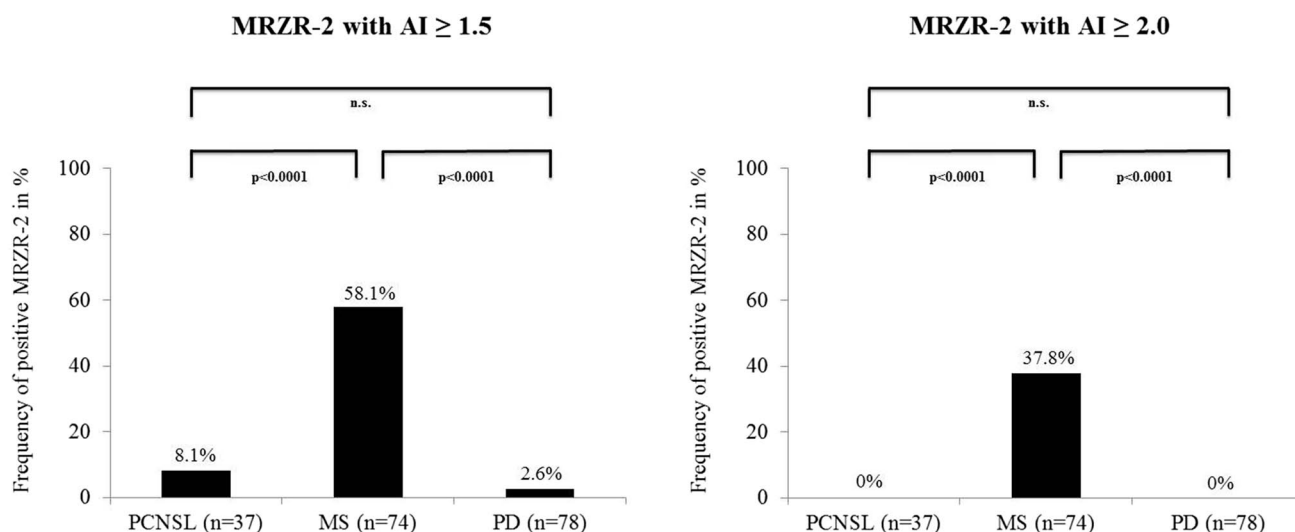 MRZR-2 with AI ≥ 1.5
n.s.
p<0.0001 p<0.0001
Frequency of positive MRZR-2 in %
100
80
60
40
20
0
8.1%
58.1%
2.6%
PCNSL (n=37) MS (n=74) PD (n=78)
MRZR-2 with AI ≥ 2.0
n.s.
p<0.0001 p<0.0001
Frequency of positive MRZR-2 in %
100
80
60
40
20
0
0%
37.8%
0%
PCNSL (n=37) MS (n=74) PD (n=78)